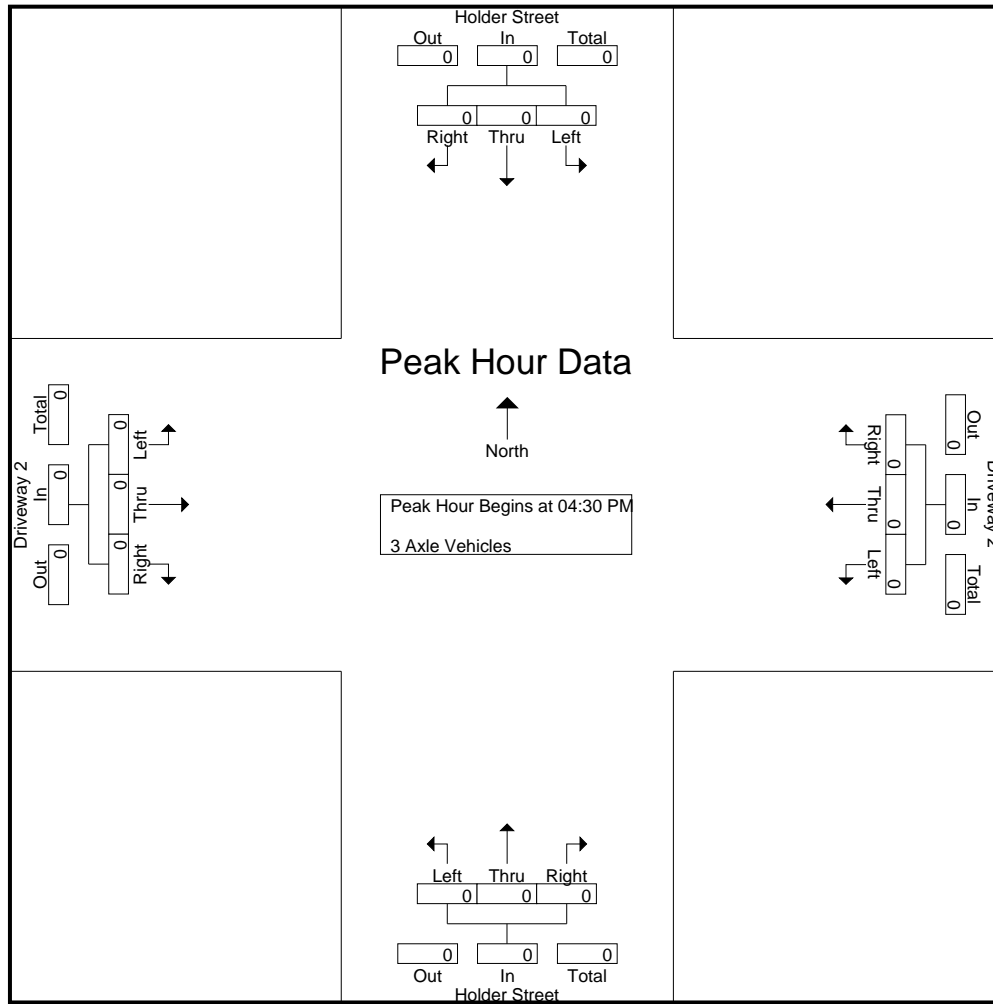 Holder Street
Out In Total
0 0 0
0 0 0
Right Thru Left
Peak Hour Data
North
Peak Hour Begins at 04:30 PM
3 Axle Vehicles
Driveway 2
Out In Total
0 0 0
0 0 0
Right Thru Left
Driveway 2
Out In Total
0 0 0
0 0 0
Right Thru Left
Left Thru Right
0 0 0
0 0 0
Out In Total
Holder Street